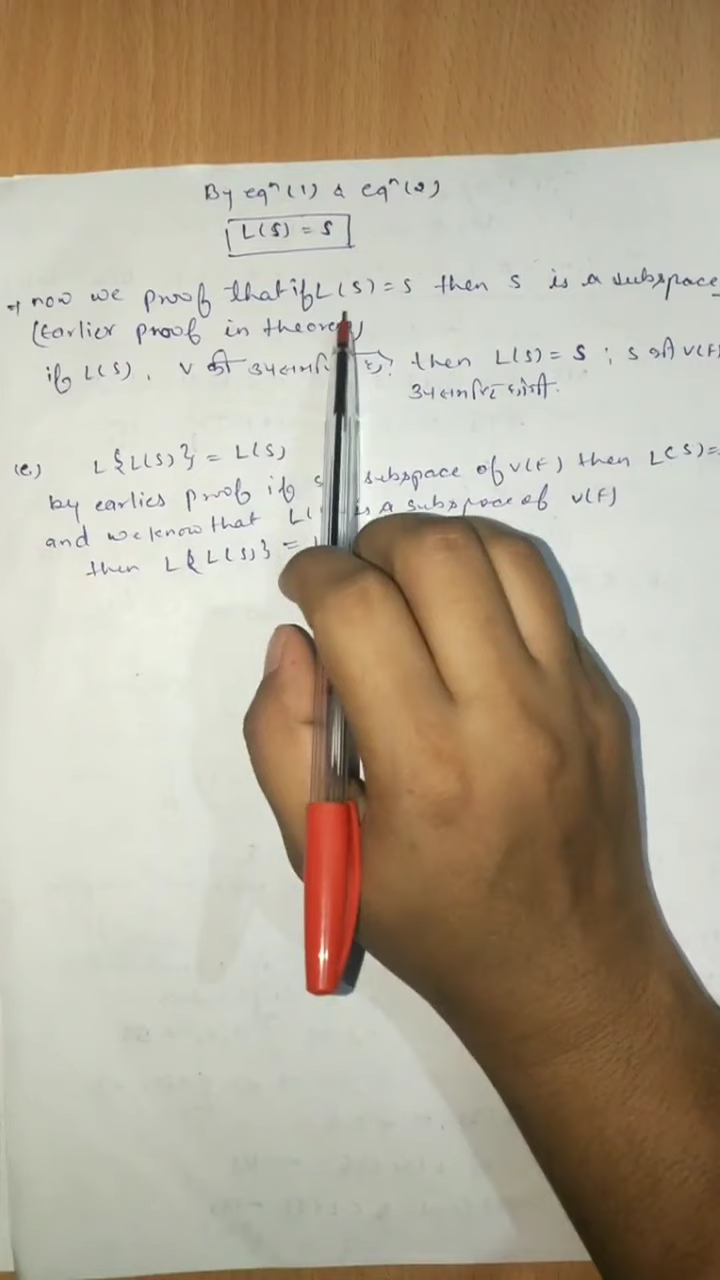 By eqⁿ(1) & eqⁿ(2)
L(S) = S
→ now we proof that if L(S) = S then S is a subspace
(Earlier proof in theorem)
if L(S), V की उपसमष्टि then L(S) = S ; S भी V(F)
उपसमष्टि होगी.
(c) L{L(S)} = L(S)
by earlies proof if subspace of V(F) then L(S)=
and we know that is a subspace of V(F)
then L{L(S)} =